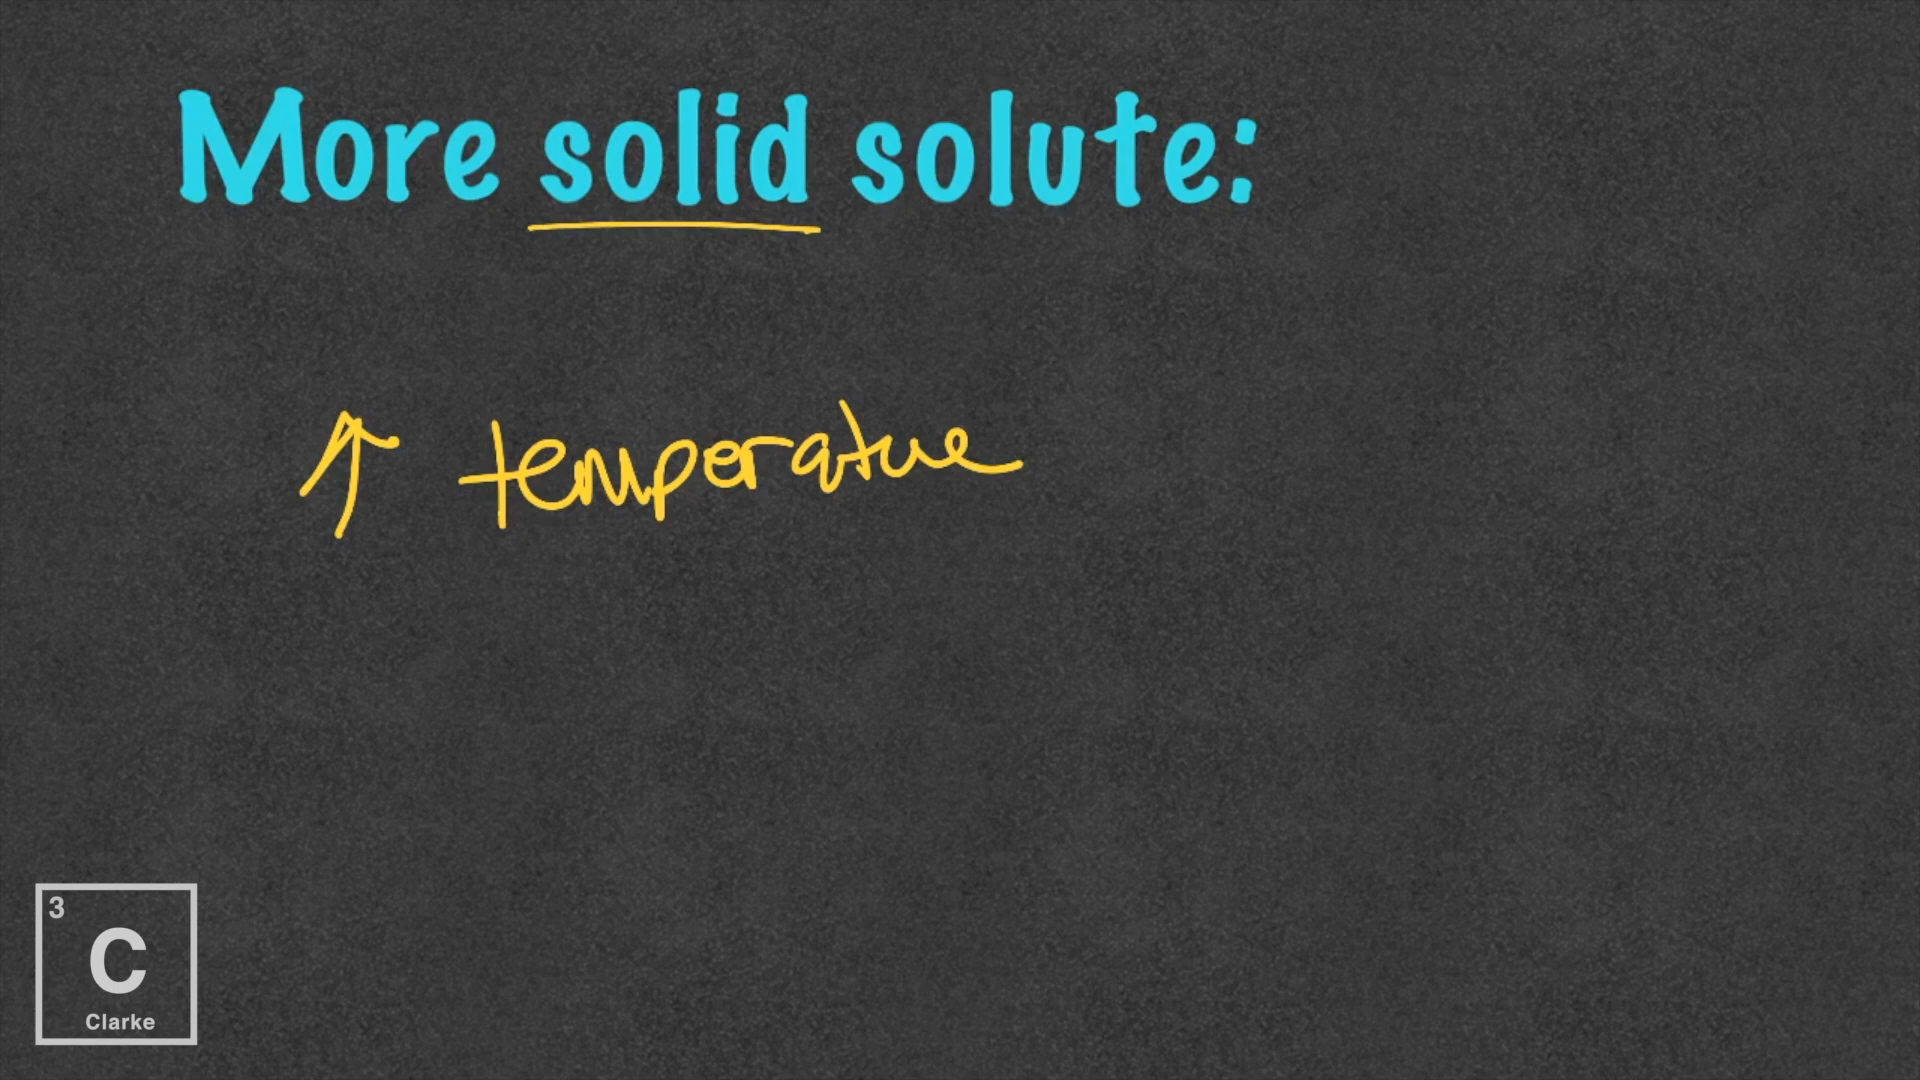 More solid solute:
↑ temperature
3
C
Clarke